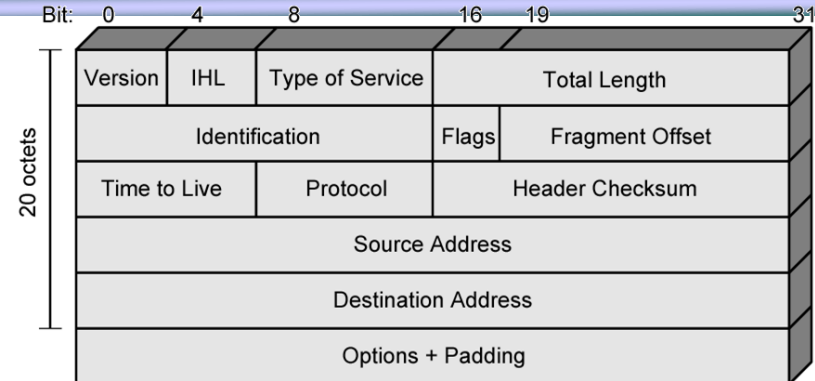 Bit: 0 4 8 16 19 31
Version IHL Type of Service Total Length
Identification Flags Fragment Offset
Time to Live Protocol Header Checksum
Source Address
Destination Address
Options + Padding
20 octets